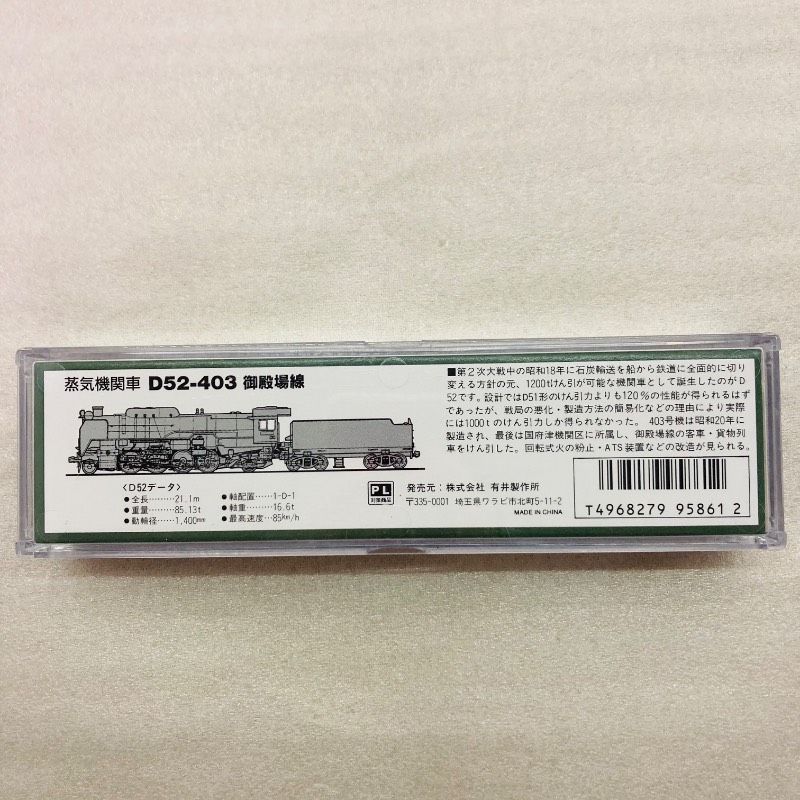 蒸気機関車 D52-403 御殿場線
■第2次大戦中の昭和18年に石炭輸送を船から鉄道に全面的に切り
変える方針の元、1200tけん引が可能な機関車として誕生したのがD
52です。設計ではD51形のけん引力よりも120%の性能が得られるはず
であったが、戦局の悪化・製造方法の簡易化などの理由により実際
には1000tのけん引力しか得られなかった。 403号機は昭和20年に
製造され、最後は国府津機関区に所属し、御殿場線の客車・貨物列
車をけん引した。回転式火の粉止・ATS装置などの改造が見られる。
〈D52データ〉
●全長……21.1m
●重量……85.13t
●動輪径…1,400mm
●軸配置……1-D-1
●軸重………16.6t
●最高速度…85km/h
PL
対策商品
発売元:株式会社 有井製作所
〒335-0001 埼玉県ワラビ市北町5-11-2
MADE IN CHINA
T4968279 95861 2